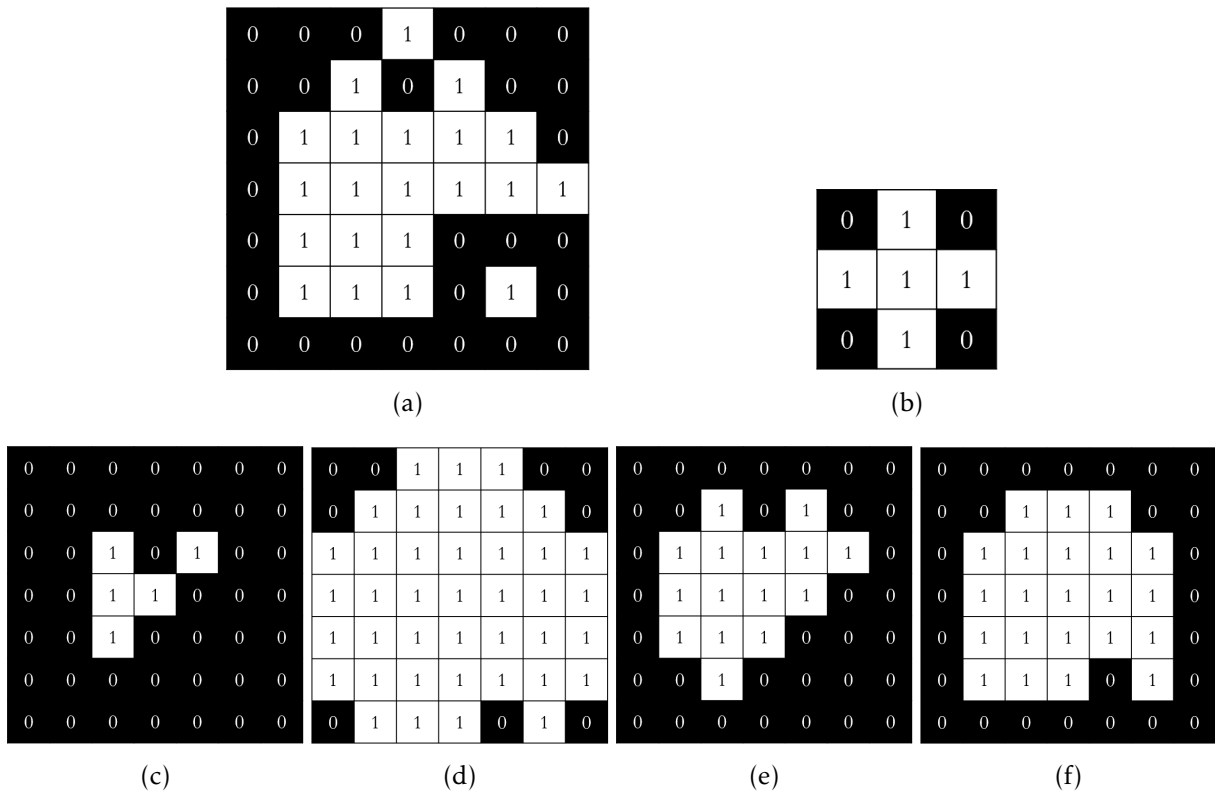 0 0 0 1 0 0 0
0 0 1 0 1 0 0
0 1 1 1 1 1 0
0 1 1 1 1 1 1
0 1 1 1 0 0 0
0 1 1 1 0 1 0
0 0 0 0 0 0 0
(a)
0 1 0
1 1 1
0 1 0
(b)
0 0 0 0 0 0 0
0 0 0 0 0 0 0
0 0 1 0 1 0 0
0 0 1 1 0 0 0
0 0 1 0 0 0 0
0 0 0 0 0 0 0
0 0 0 0 0 0 0
(c)
0 0 1 1 1 0 0
0 1 1 1 1 1 0
1 1 1 1 1 1 1
1 1 1 1 1 1 1
1 1 1 1 1 1 1
1 1 1 1 1 1 1
0 1 1 1 0 1 0
(d)
0 0 0 0 0 0 0
0 0 1 0 1 0 0
0 1 1 1 1 1 0
0 1 1 1 1 0 0
0 1 1 1 0 0 0
0 0 1 0 0 0 0
0 0 0 0 0 0 0
(e)
0 0 0 0 0 0 0
0 0 1 1 1 0 0
0 1 1 1 1 1 0
0 1 1 1 1 1 0
0 1 1 1 1 1 0
0 1 1 1 0 1 0
0 0 0 0 0 0 0
(f)